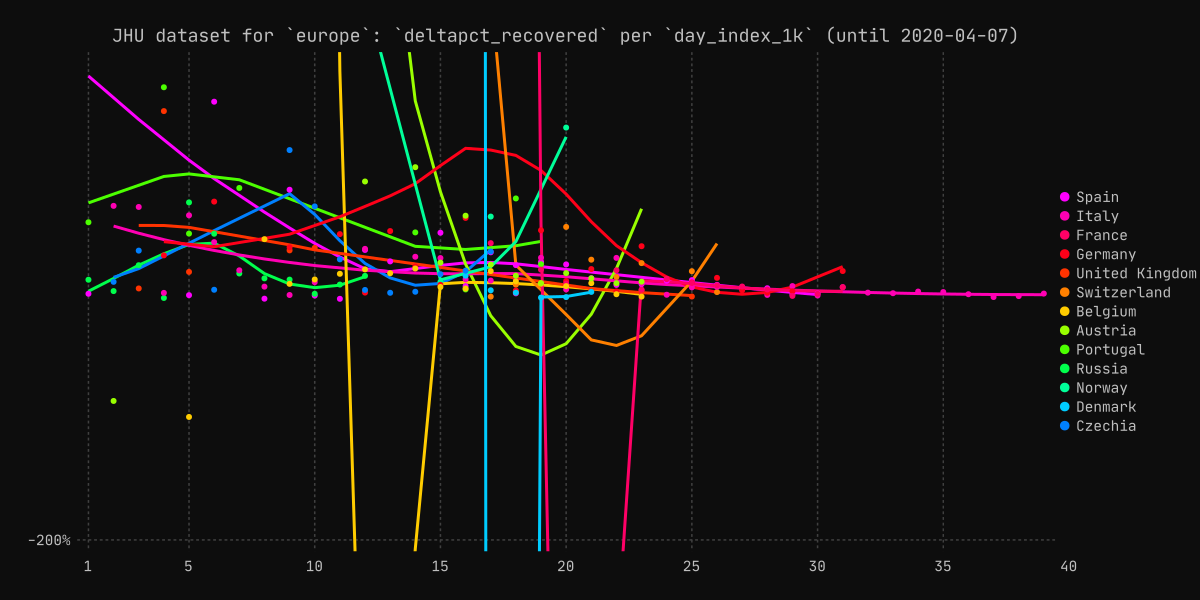 JHU dataset for `europe`: `deltapct_recovered` per `day_index_1k` (until 2020-04-07)
Spain
Italy
France
Germany
United Kingdom
Switzerland
Belgium
Austria
Portugal
Russia
Norway
Denmark
Czechia
-200%
1 5 10 15 20 25 30 35 40